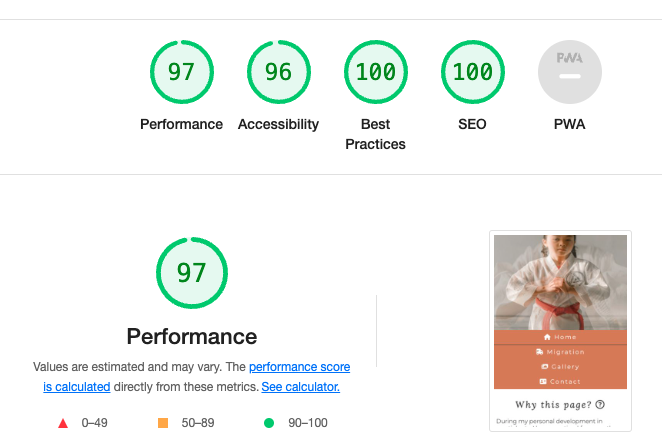 97
96
100
100
PWA
Performance
Accessibility
Best
Practices
SEO
PWA
97
Performance
Values are estimated and may vary. The performance score
is calculated directly from these metrics. See calculator.
0–49
50–89
90–100
Home
Migration
Gallery
Contact
Why this page?
During my personal development in